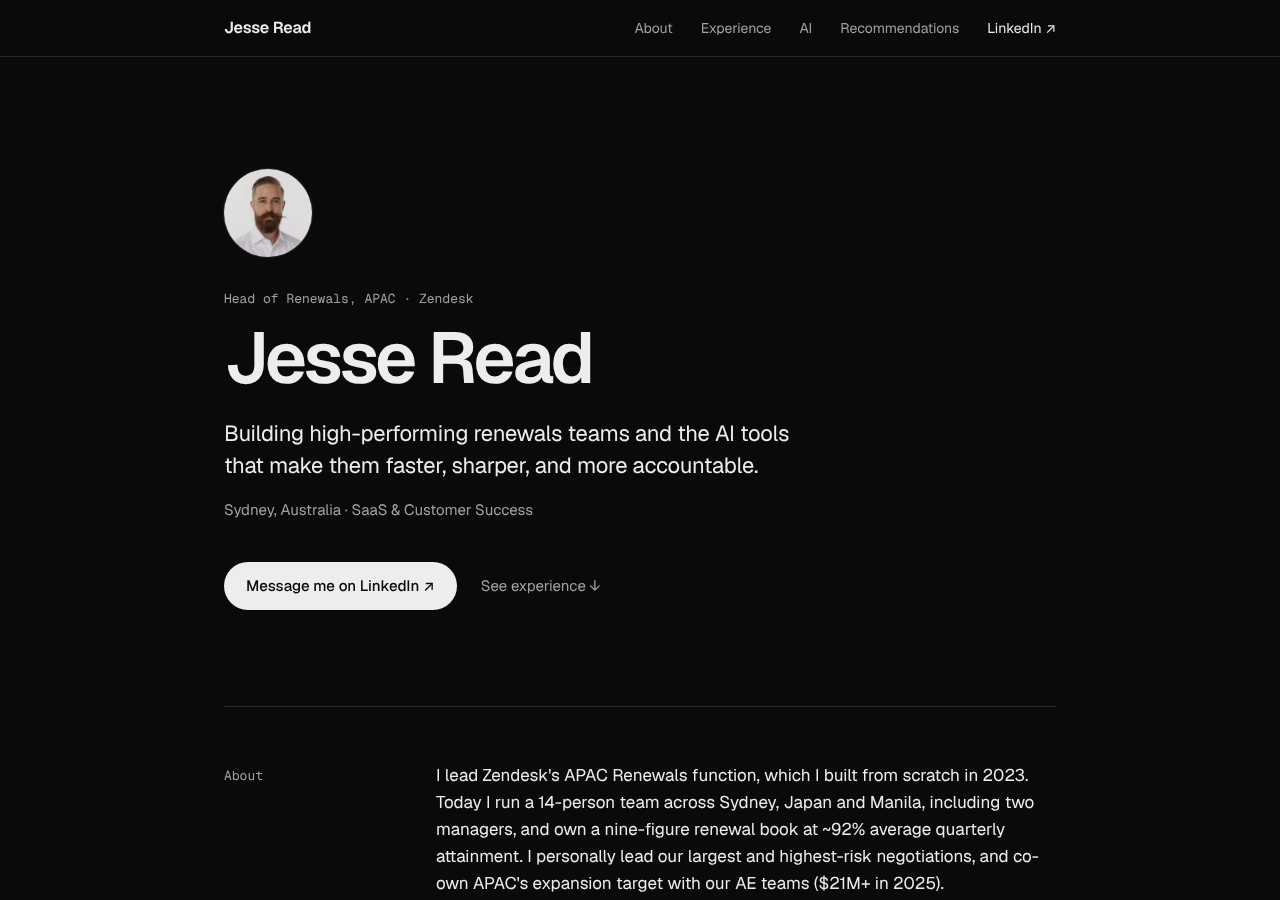 Jesse Read
About
Experience
AI
Recommendations
LinkedIn ↗
Head of Renewals, APAC · Zendesk
Jesse Read
Building high-performing renewals teams and the AI tools
that make them faster, sharper, and more accountable.
Sydney, Australia · SaaS & Customer Success
Message me on LinkedIn ↗
See experience ↓
About
I lead Zendesk's APAC Renewals function, which I built from scratch in 2023.
Today I run a 14-person team across Sydney, Japan and Manila, including two
managers, and own a nine-figure renewal book at ~92% average quarterly
attainment. I personally lead our largest and highest-risk negotiations, and co-
own APAC's expansion target with our AE teams ($21M+ in 2025).